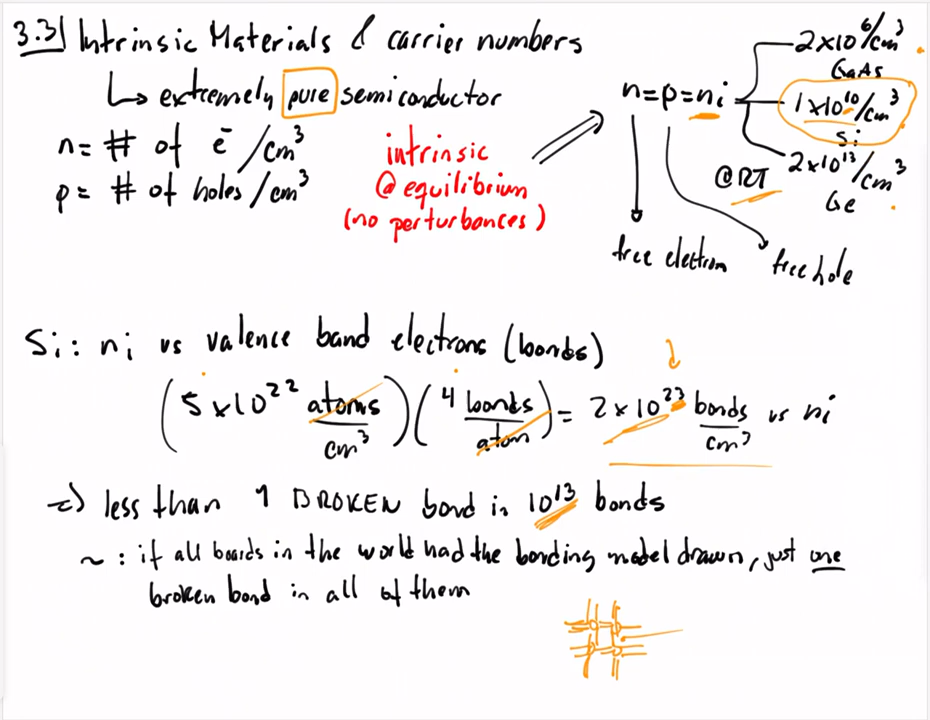 3.3) Intrinsic Materials & carrier numbers
↳ extremely pure semiconductor
n = # of e⁻/cm³
p = # of holes/cm³
intrinsic
@ equilibrium
(no perturbances)
n=p=ni
2×10⁶/cm³
GaAs
1×10¹⁰/cm³
Si
2×10¹³/cm³
Ge
@RT
free electron
free hole
Si: ni vs valence band electrons (bonds)
(5×10²² atoms/cm³)(4 bonds/atom) = 2×10²³ bonds/cm³ vs ni
=> less than 1 BROKEN bond in 10¹³ bonds
~: if all boards in the world had the bonding model drawn, just one
broken bond in all of them